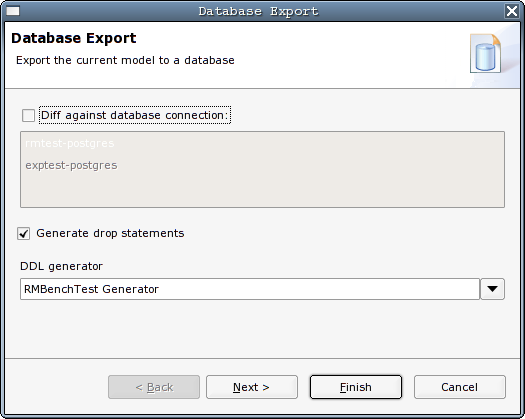 Database Export
Database Export
Export the current model to a database
Diff against database connection:
rmtest-postgres
exptest-postgres
Generate drop statements
DDL generator
RMBenchTest Generator
< Back Next > Finish Cancel